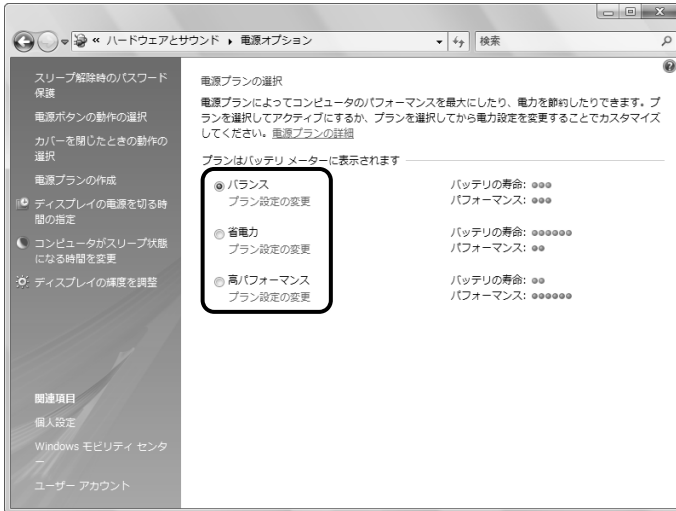 « ハードウェアとサウンド ▸ 電源オプション
検索
スリープ解除時のパスワード
保護
電源ボタンの動作の選択
カバーを閉じたときの動作の
選択
電源プランの作成
ディスプレイの電源を切る時
間の指定
コンピュータがスリープ状態
になる時間を変更
ディスプレイの輝度を調整
関連項目
個人設定
Windows モビリティ センタ
ー
ユーザー アカウント
電源プランの選択
電源プランによってコンピュータのパフォーマンスを最大にしたり、電力を節約したりできます。プ
ランを選択してアクティブにするか、プランを選択してから電力設定を変更することでカスタマイズ
してください。電源プランの詳細
プランはバッテリ メーターに表示されます
バランス
バッテリの寿命:
プラン設定の変更
パフォーマンス:
省電力
バッテリの寿命:
プラン設定の変更
パフォーマンス:
高パフォーマンス
バッテリの寿命:
プラン設定の変更
パフォーマンス: